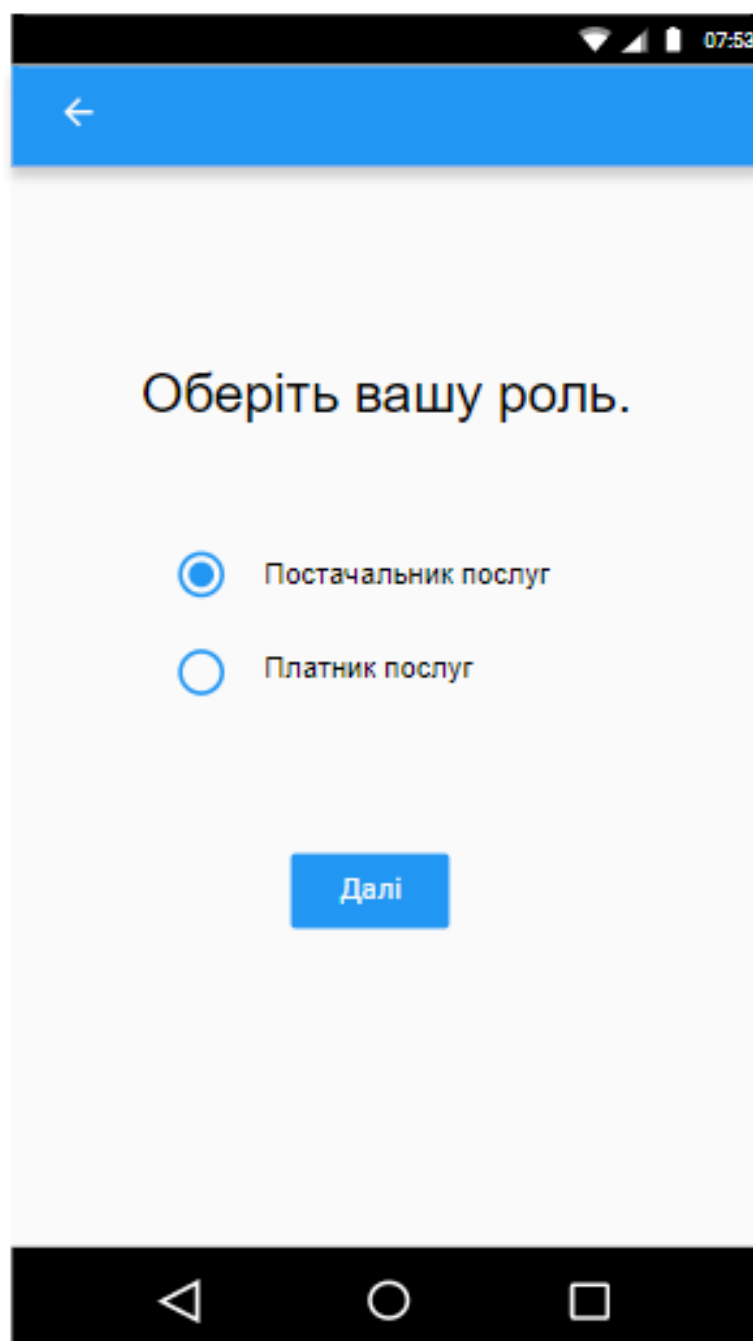 07:53
Оберіть вашу роль.
Постачальник послуг
Платник послуг
Далі